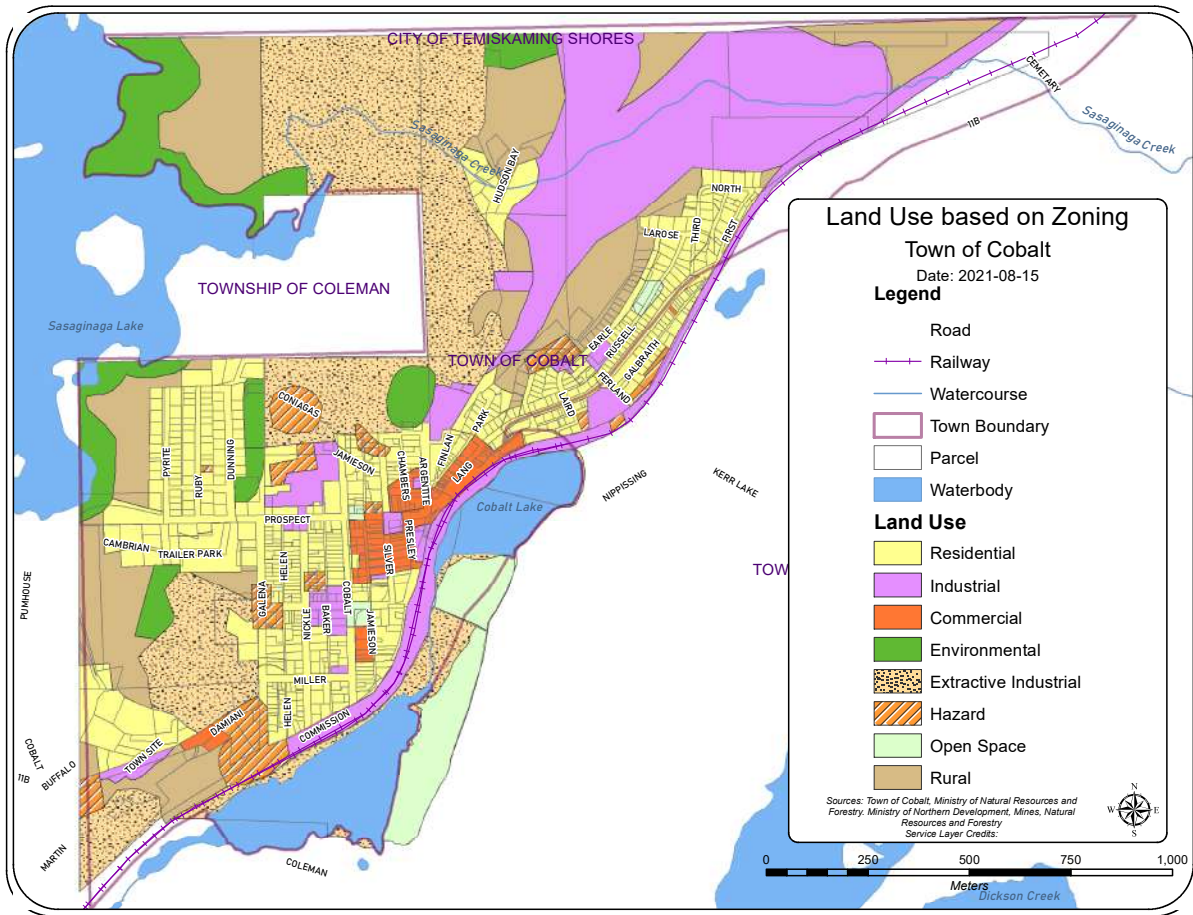 CITY OF TEMISKAMING SHORES
CEMETARY
11B
Sasaginaga Creek
Sasaginaga Creek
HUDSON BAY
NORTH
LAROSE
THIRD
FIRST
TOWNSHIP OF COLEMAN
Sasaginaga Lake
TOWN OF COBALT
EARLE
RUSSELL
GALBRAITH
FERLAND
LAIRD
PARK
CONIAGAS
FINLAN
LANG
JAMIESON
CHAMBERS
ARGENTITE
PYRITE
RUBY
DUNNING
NIPPISSING
KERR LAKE
Cobalt Lake
PROSPECT
PRESLEY
SILVER
CAMBRIAN
TRAILER PARK
HELEN
GALENA
COBALT
NICKLE
BAKER
JAMIESON
PUMHOUSE
TOW
MILLER
HELEN
DAMIANI
COMMISSION
TOWN SITE
COBALT
BUFFALO
11B
MARTIN
COLEMAN
Land Use based on Zoning
Town of Cobalt
Date: 2021-08-15
Legend
Road
Railway
Watercourse
Town Boundary
Parcel
Waterbody
Land Use
Residential
Industrial
Commercial
Environmental
Extractive Industrial
Hazard
Open Space
Rural
Sources: Town of Cobalt, Ministry of Natural Resources and
Forestry. Ministry of Northern Development, Mines, Natural
Resources and Forestry
Service Layer Credits:
N
W E
S
0 250 500 750 1,000
Meters
Dickson Creek